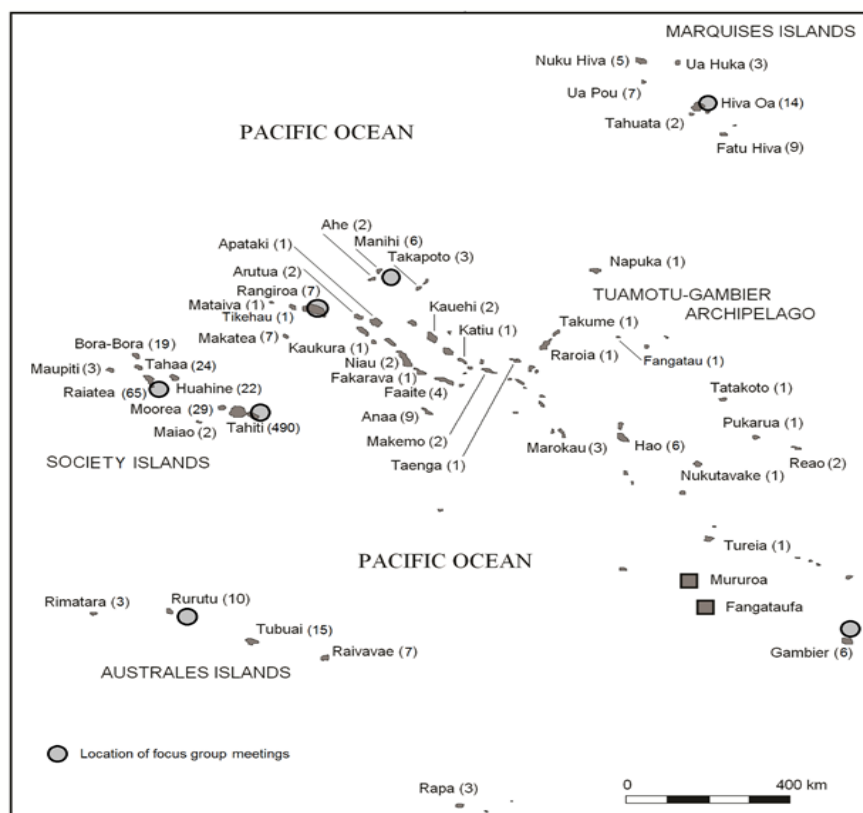 MARQUISES ISLANDS
Nuku Hiva (5)
Ua Huka (3)
Ua Pou (7)
Hiva Oa (14)
Tahuata (2)
Fatu Hiva (9)
PACIFIC OCEAN
Ahe (2)
Manihi (6)
Takapoto (3)
Apataki (1)
Arutua (2)
Rangiroa (7)
Mataiva (1)
Tikehau (1)
Makatea (7)
Kaukura (1)
Niau (2)
Fakarava (1)
Faaite (4)
Anaa (9)
Kauehi (2)
Katiu (1)
Makemo (2)
Taenga (1)
Napuka (1)
TUAMOTU-GAMBIER
ARCHIPELAGO
Takume (1)
Raroia (1)
Fangatau (1)
Tatakoto (1)
Pukarua (1)
Reao (2)
Marokau (3)
Hao (6)
Nukutavake (1)
Bora-Bora (19)
Maupiti (3)
Tahaa (24)
Raiatea (65)
Huahine (22)
Moorea (29)
Maiao (2)
Tahiti (490)
SOCIETY ISLANDS
PACIFIC OCEAN
Tureia (1)
Mururoa
Fangataufa
Gambier (6)
Rimatara (3)
Rurutu (10)
Tubuai (15)
Raivavae (7)
AUSTRALES ISLANDS
Location of focus group meetings
Rapa (3)
0 400 km